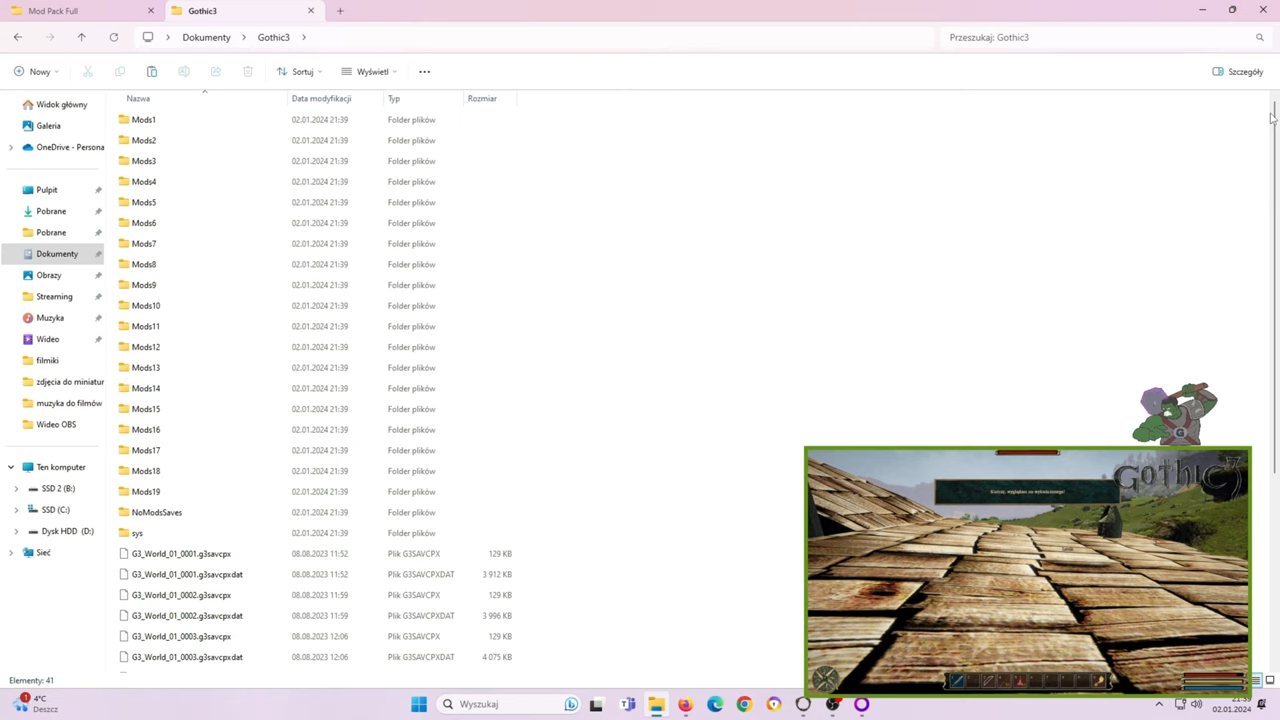 Mod Pack Full
Gothic3
Dokumenty
Gothic3
Przeszukaj: Gothic3
Nowy
Sortuj
Wyświetl
Szczegóły
Nazwa Data modyfikacji Typ Rozmiar
Widok główny
Galeria
OneDrive - Persona
Pulpit
Pobrane
Pobrane
Dokumenty
Obrazy
Streaming
Muzyka
Wideo
filmiki
zdjęcia do miniatur
muzyka do filmów
Wideo OBS
Ten komputer
SSD 2 (B:)
SSD (C:)
Dysk HDD (D:)
Sieć
Mods1 02.01.2024 21:39 Folder plików
Mods2 02.01.2024 21:39 Folder plików
Mods3 02.01.2024 21:39 Folder plików
Mods4 02.01.2024 21:39 Folder plików
Mods5 02.01.2024 21:39 Folder plików
Mods6 02.01.2024 21:39 Folder plików
Mods7 02.01.2024 21:39 Folder plików
Mods8 02.01.2024 21:39 Folder plików
Mods9 02.01.2024 21:39 Folder plików
Mods10 02.01.2024 21:39 Folder plików
Mods11 02.01.2024 21:39 Folder plików
Mods12 02.01.2024 21:39 Folder plików
Mods13 02.01.2024 21:39 Folder plików
Mods14 02.01.2024 21:39 Folder plików
Mods15 02.01.2024 21:39 Folder plików
Mods16 02.01.2024 21:39 Folder plików
Mods17 02.01.2024 21:39 Folder plików
Mods18 02.01.2024 21:39 Folder plików
Mods19 02.01.2024 21:39 Folder plików
NoModsSaves 02.01.2024 21:39 Folder plików
sys 02.01.2024 21:39 Folder plików
G3_World_01_0001.g3savcpx 08.08.2023 11:52 Plik G3SAVCPX 129 KB
G3_World_01_0001.g3savcpxdat 08.08.2023 11:52 Plik G3SAVCPXDAT 3 912 KB
G3_World_01_0002.g3savcpx 08.08.2023 11:59 Plik G3SAVCPX 129 KB
G3_World_01_0002.g3savcpxdat 08.08.2023 11:59 Plik G3SAVCPXDAT 3 996 KB
G3_World_01_0003.g3savcpx 08.08.2023 12:06 Plik G3SAVCPX 129 KB
G3_World_01_0003.g3savcpxdat 08.08.2023 12:06 Plik G3SAVCPXDAT 4 075 KB
G
GOTHIC 3
Elementy: 41
1
4°C
Deszcz
Wyszukaj
02.01.2024